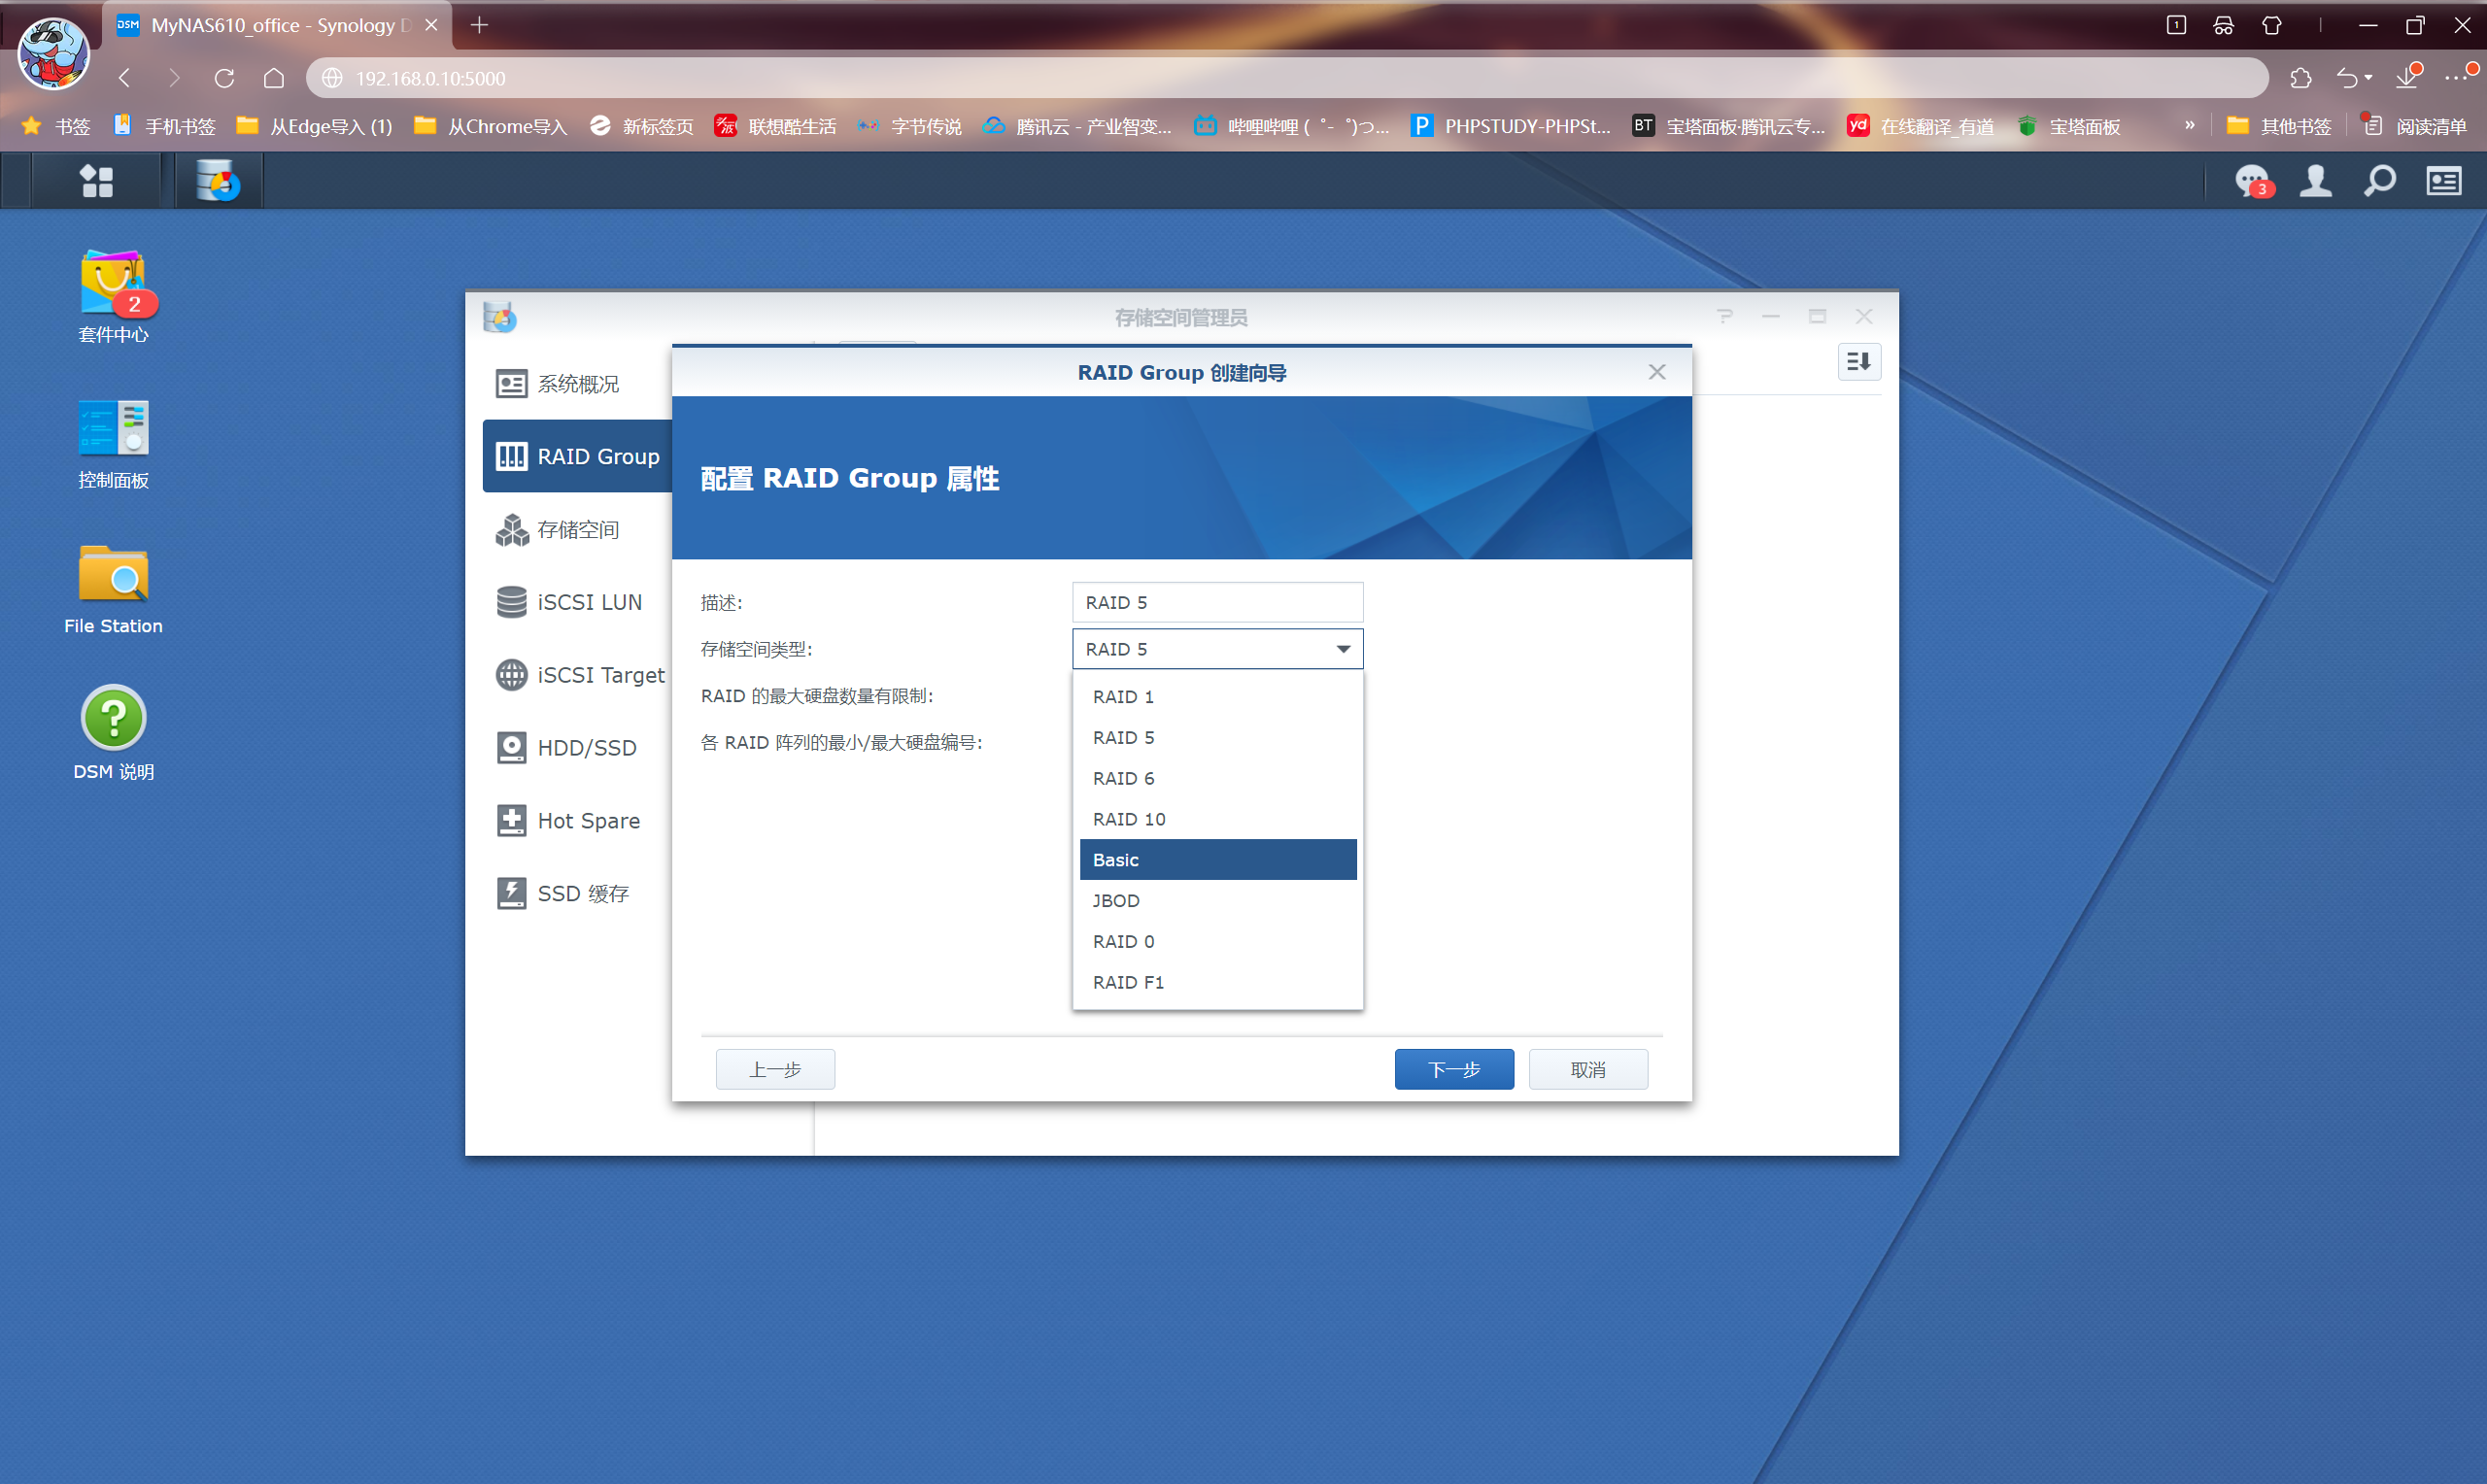 DSM MyNAS610_office - Synology D
1
192.168.0.10:5000
书签
手机书签
从Edge导入 (1)
从Chrome导入
新标签页
联想酷生活
字节传说
腾讯云 - 产业智变...
哔哩哔哩 (゜-゜)つ...
P PHPSTUDY-PHPSt...
BT 宝塔面板·腾讯云专...
yd 在线翻译_有道
宝塔面板
»
其他书签
阅读清单
3
2
套件中心
控制面板
File Station
DSM 说明
存储空间管理员
系统概况
RAID Group
存储空间
iSCSI LUN
iSCSI Target
HDD/SSD
Hot Spare
SSD 缓存
RAID Group 创建向导
配置 RAID Group 属性
描述: RAID 5
存储空间类型: RAID 5
RAID 的最大硬盘数量有限制:
各 RAID 阵列的最小/最大硬盘编号:
RAID 1
RAID 5
RAID 6
RAID 10
Basic
JBOD
RAID 0
RAID F1
上一步
下一步
取消